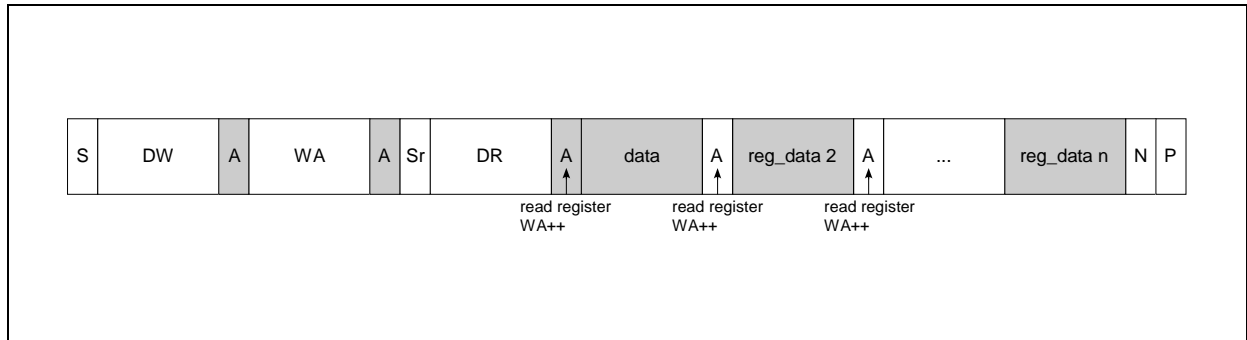 S DW A WA A Sr DR A data A reg_data 2 A ... reg_data n N P
read register read register read register
WA++ WA++ WA++